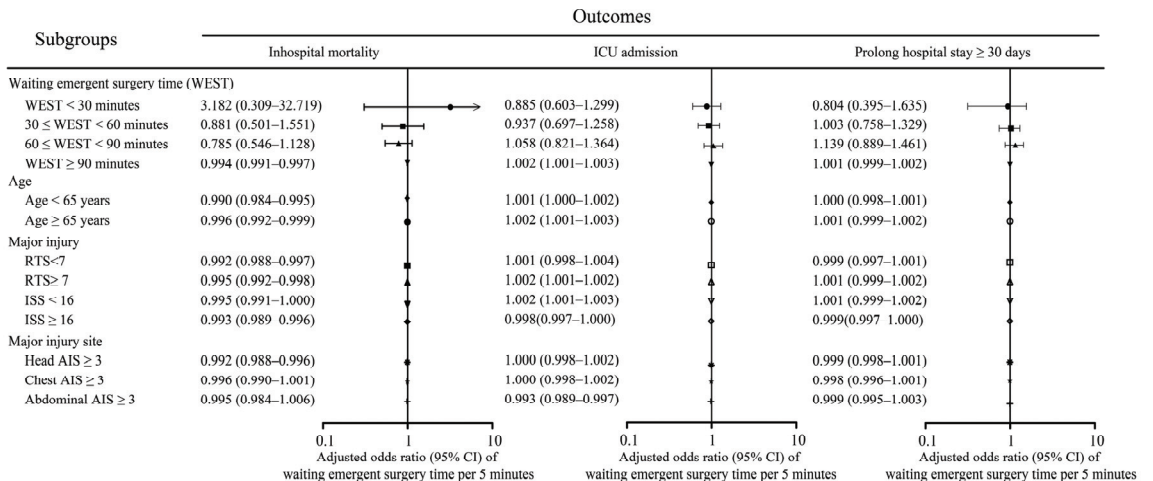 Outcomes
Subgroups
Inhospital mortality ICU admission Prolong hospital stay ≥ 30 days
Waiting emergent surgery time (WEST)
WEST < 30 minutes 3.182 (0.309–32.719) 0.885 (0.603–1.299) 0.804 (0.395–1.635)
30 ≤ WEST < 60 minutes 0.881 (0.501–1.551) 0.937 (0.697–1.258) 1.003 (0.758–1.329)
60 ≤ WEST < 90 minutes 0.785 (0.546–1.128) 1.058 (0.821–1.364) 1.139 (0.889–1.461)
WEST ≥ 90 minutes 0.994 (0.991–0.997) 1.002 (1.001–1.003) 1.001 (0.999–1.002)
Age
Age < 65 years 0.990 (0.984–0.995) 1.001 (1.000–1.002) 1.000 (0.998–1.001)
Age ≥ 65 years 0.996 (0.992–0.999) 1.002 (1.001–1.003) 1.001 (0.999–1.002)
Major injury
RTS<7 0.992 (0.988–0.997) 1.001 (0.998–1.004) 0.999 (0.997–1.001)
RTS≥ 7 0.995 (0.992–0.998) 1.002 (1.001–1.002) 1.001 (0.999–1.002)
ISS < 16 0.995 (0.991–1.000) 1.002 (1.001–1.003) 1.001 (0.999–1.002)
ISS ≥ 16 0.993 (0.989–0.996) 0.998(0.997–1.000) 0.999(0.997 1.000)
Major injury site
Head AIS ≥ 3 0.992 (0.988–0.996) 1.000 (0.998–1.002) 0.999 (0.998–1.001)
Chest AIS ≥ 3 0.996 (0.990–1.001) 1.000 (0.998–1.002) 0.998 (0.996–1.001)
Abdominal AIS ≥ 3 0.995 (0.984–1.006) 0.993 (0.989–0.997) 0.999 (0.995–1.003)
0.1 1 10 0.1 1 10 0.1 1 10
Adjusted odds ratio (95% CI) of Adjusted odds ratio (95% CI) of Adjusted odds ratio (95% CI) of
waiting emergent surgery time per 5 minutes waiting emergent surgery time per 5 minutes waiting emergent surgery time per 5 minutes